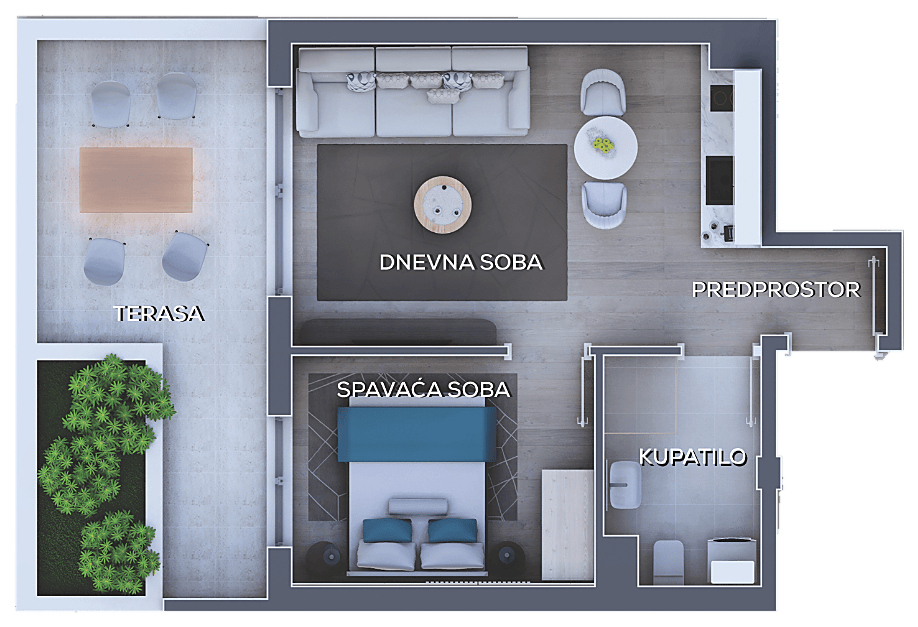 DNEVNA SOBA
PREDPROSTOR
TERASA
SPAVAĆA SOBA
KUPATILO